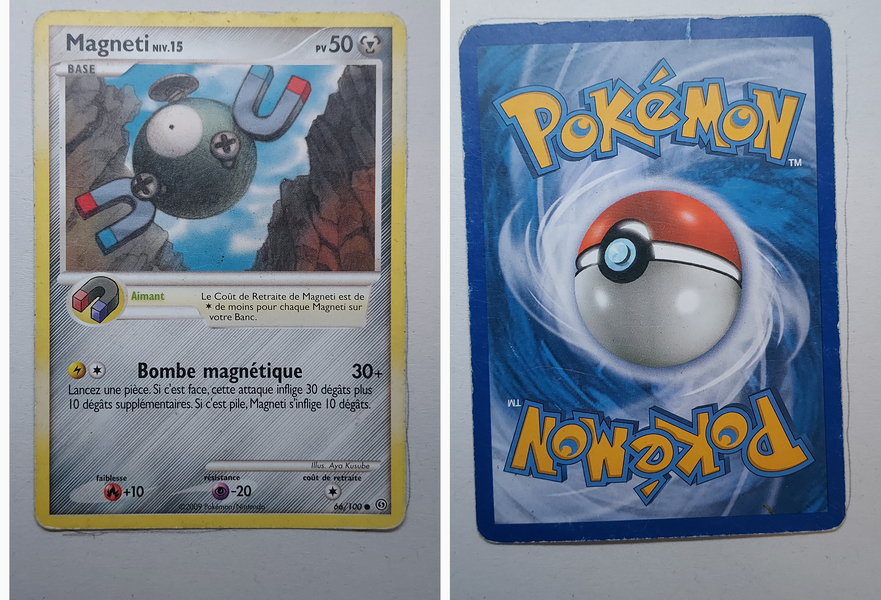 Magneti NIV.15 PV 50
BASE
Aimant
Le Coût de Retraite de Magneti est de
✶ de moins pour chaque Magneti sur
votre Banc.
Bombe magnétique 30+
Lancez une pièce. Si c'est face, cette attaque inflige 30 dégâts plus
10 dégâts supplémentaires. Si c'est pile, Magneti s'inflige 10 dégâts.
Illus. Aya Kusube
faiblesse résistance coût de retraite
+10 -20
©2009 Pokémon/Nintendo 66/100 ●
POKéMON
TM
TM
POKéMON